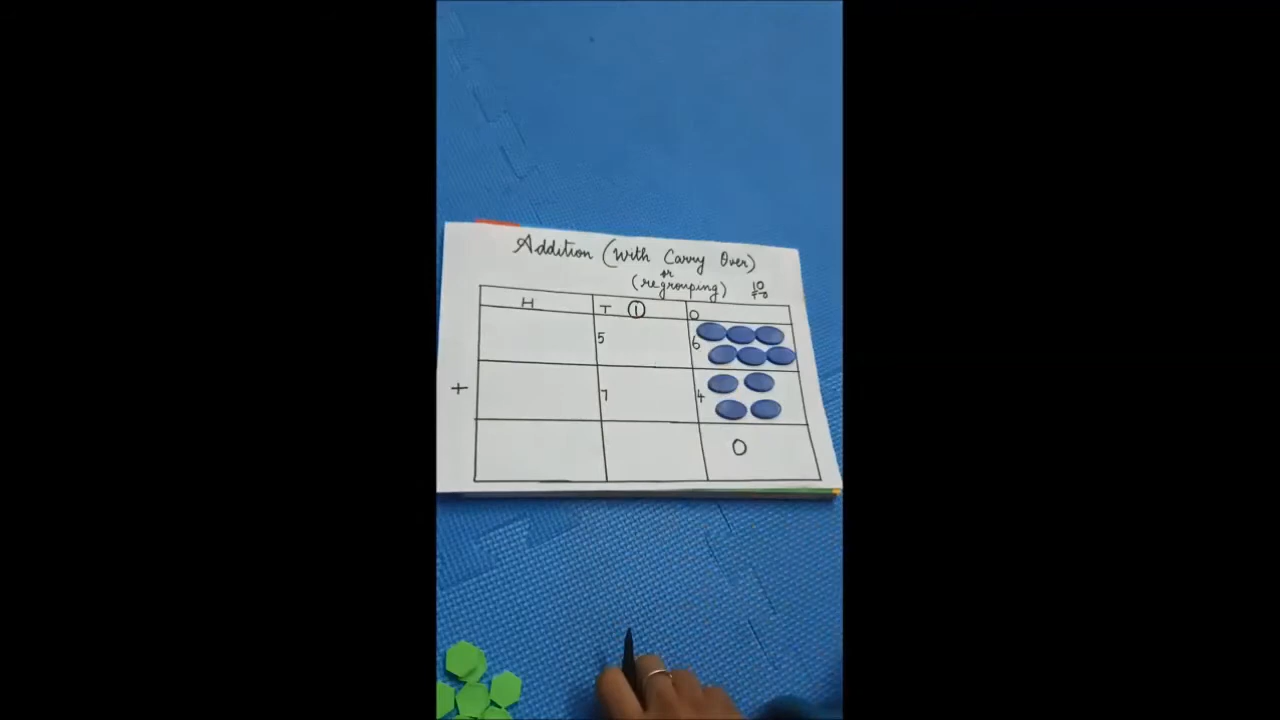 Addition (With Carry Over)
or
(regrouping) 10
T O
H T 1 O
5 6
+ 7 4
0